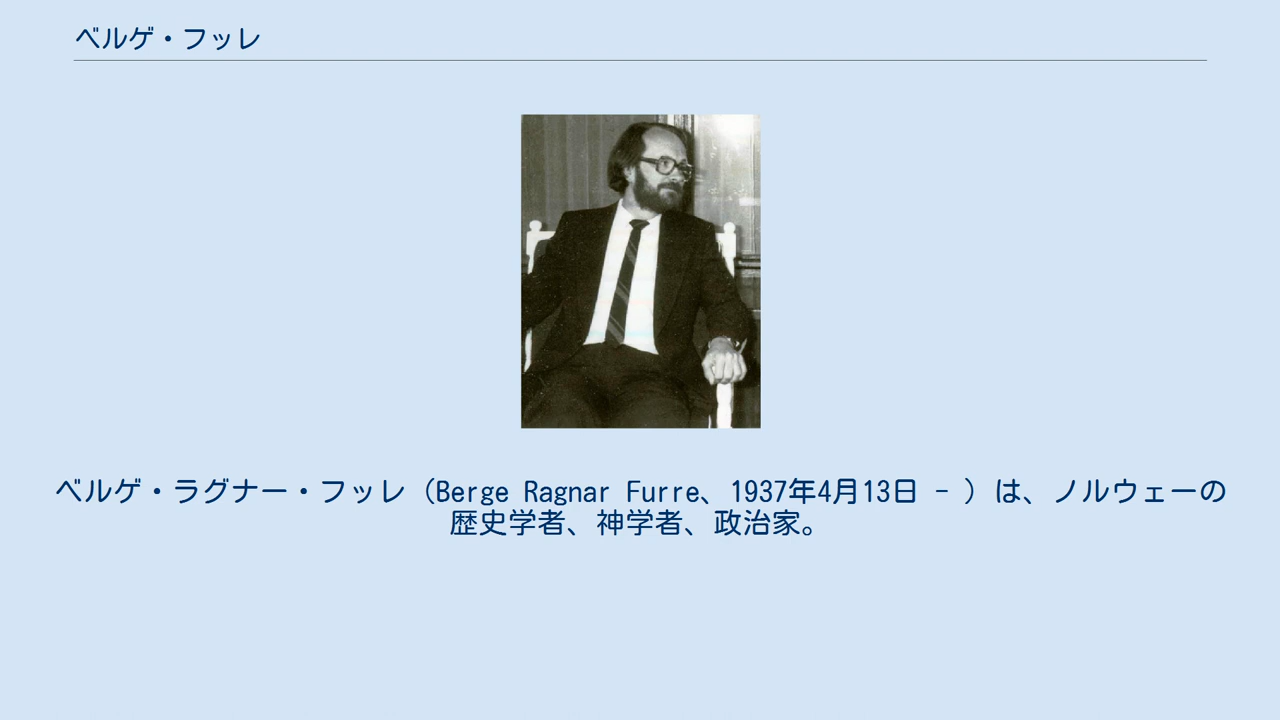 ベルゲ・フッレ
ベルゲ・ラグナー・フッレ（Berge Ragnar Furre、1937年4月13日 - ）は、ノルウェーの
歴史学者、神学者、政治家。